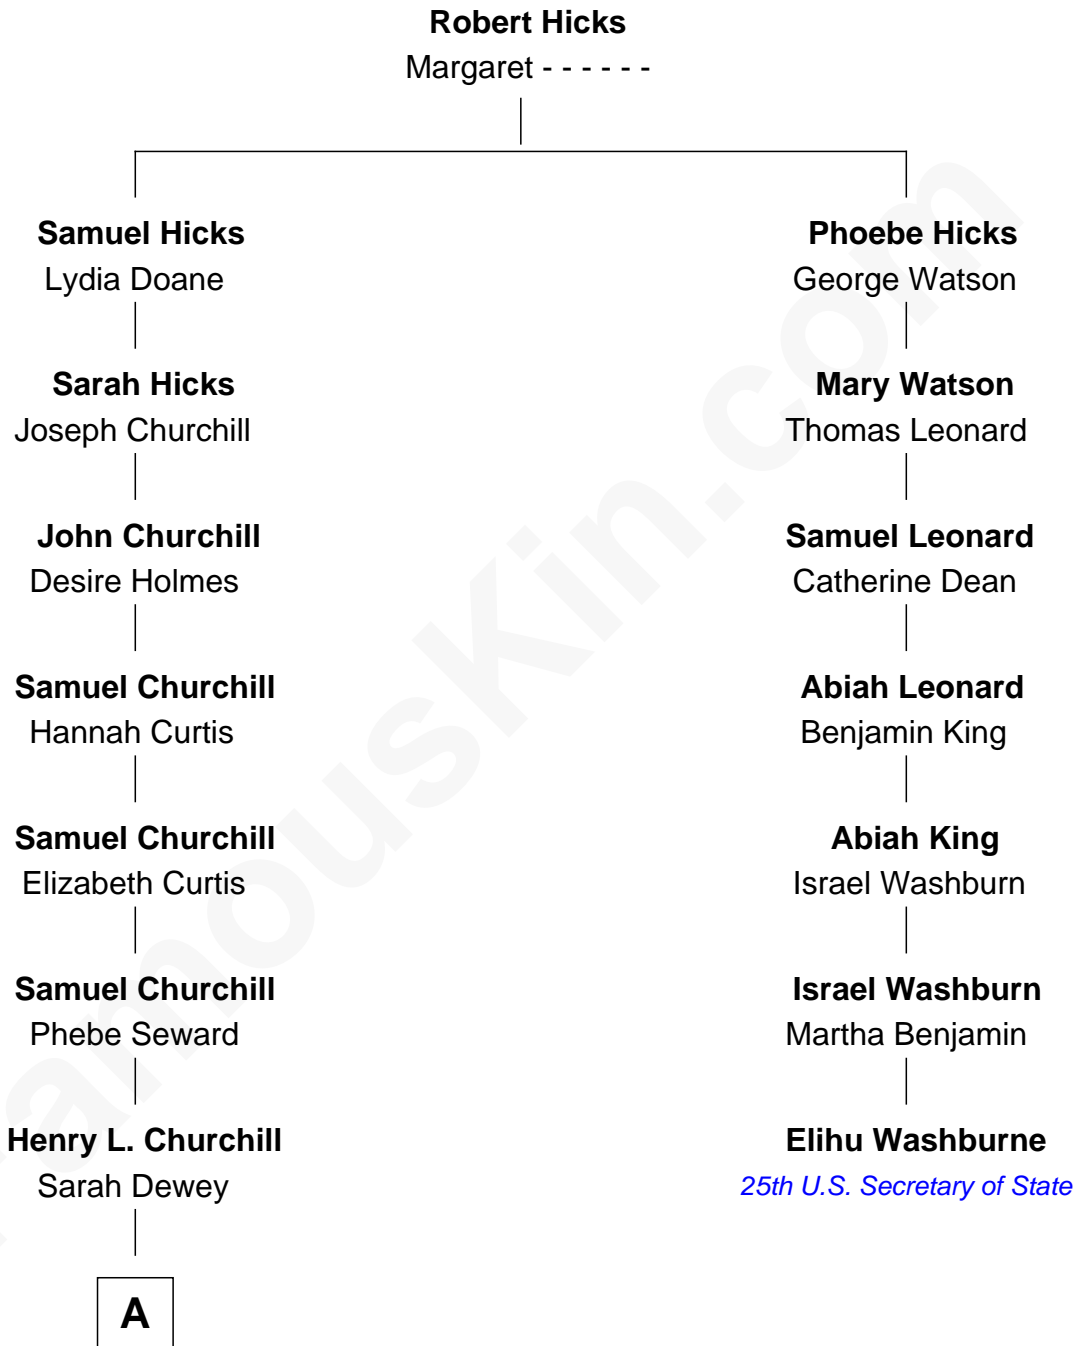 Robert Hicks
Margaret - - - - - -
Samuel Hicks
Lydia Doane
Phoebe Hicks
George Watson
Sarah Hicks
Joseph Churchill
Mary Watson
Thomas Leonard
John Churchill
Desire Holmes
Samuel Leonard
Catherine Dean
Samuel Churchill
Hannah Curtis
Abiah Leonard
Benjamin King
Samuel Churchill
Elizabeth Curtis
Abiah King
Israel Washburn
Samuel Churchill
Phebe Seward
Israel Washburn
Martha Benjamin
Henry L. Churchill
Sarah Dewey
Elihu Washburne
25th U.S. Secretary of State
A
FamousKin.com